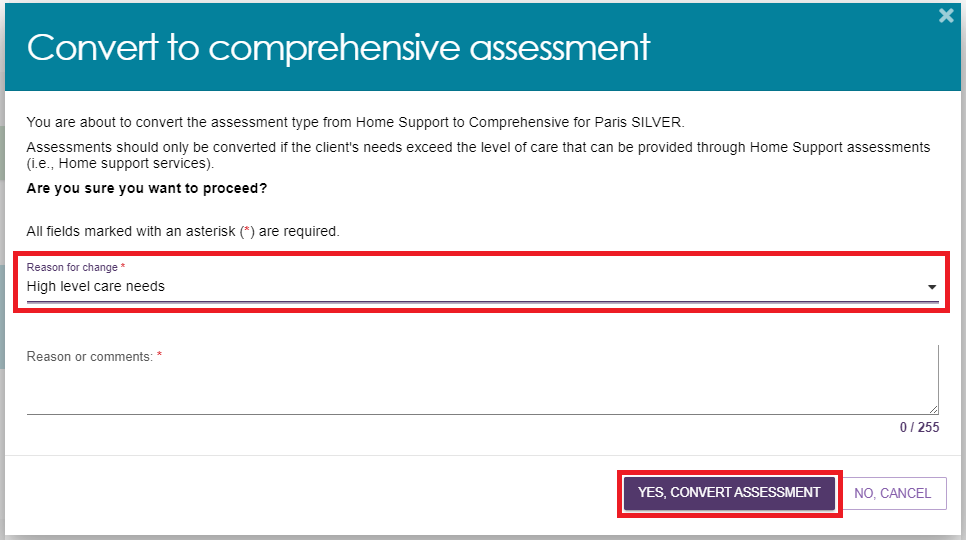 Convert to comprehensive assessment
You are about to convert the assessment type from Home Support to Comprehensive for Paris SILVER.
Assessments should only be converted if the client's needs exceed the level of care that can be provided through Home Support assessments
(i.e., Home support services).
Are you sure you want to proceed?
All fields marked with an asterisk (*) are required.
Reason for change *
High level care needs
Reason or comments: *
0 / 255
YES, CONVERT ASSESSMENT
NO, CANCEL